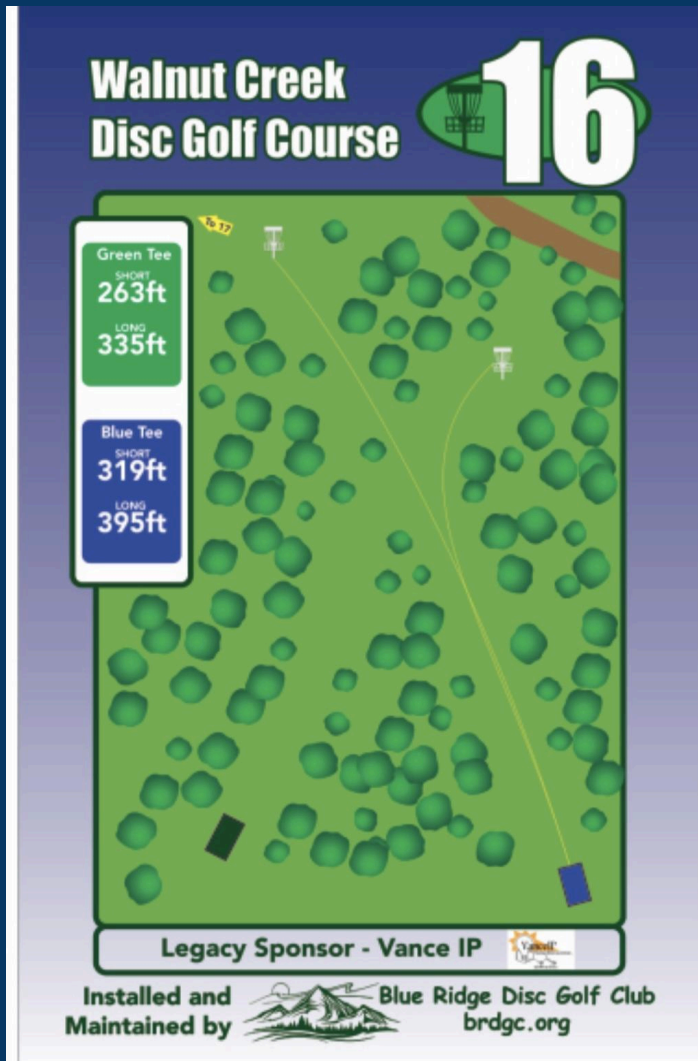 Walnut Creek
Disc Golf Course
16
To 17
Green Tee
SHORT
263ft
LONG
335ft
Blue Tee
SHORT
319ft
LONG
395ft
Legacy Sponsor - Vance IP
VanceIP
Installed and
Maintained by
Blue Ridge Disc Golf Club
brdgc.org